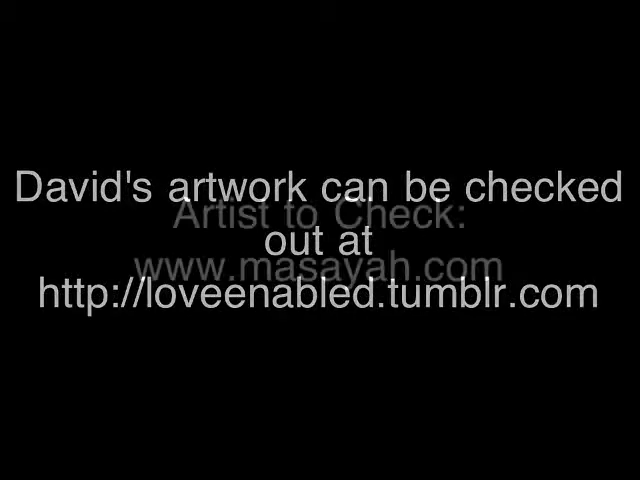 David's artwork can be checked
Artist to Check:
out at
www.masayah.com
http://loveenabled.tumblr.com